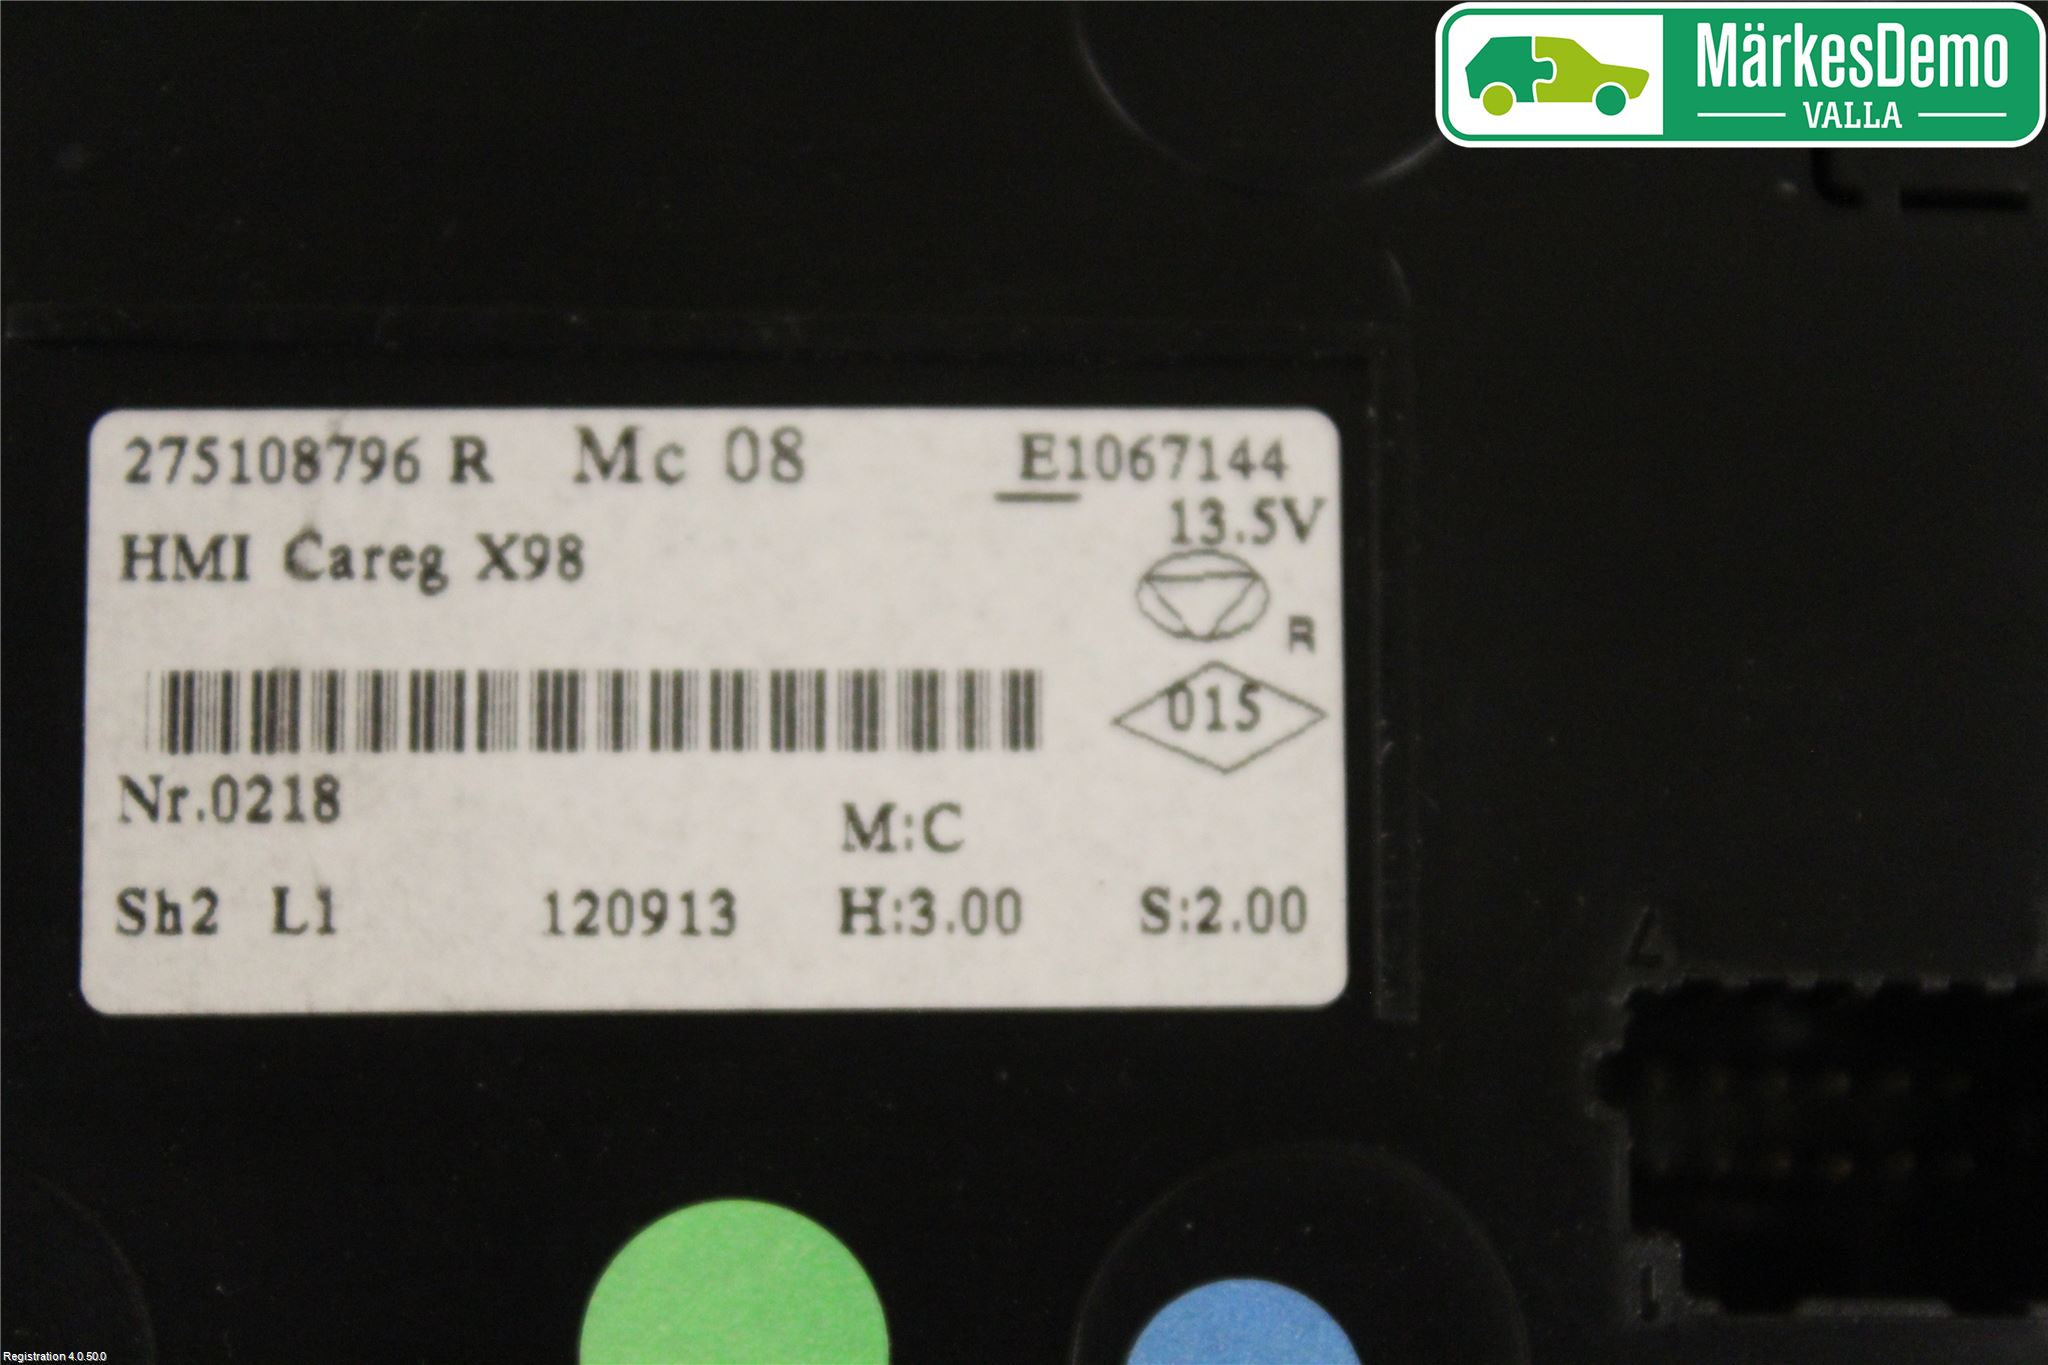 MärkesDemo
VALLA
275108796 R Mc 08 E1067144
13.5V
HMI Careg X98
R
015
Nr.0218
M:C
Sh2 L1 120913 H:3.00 S:2.00
Registration 4.0.50.0